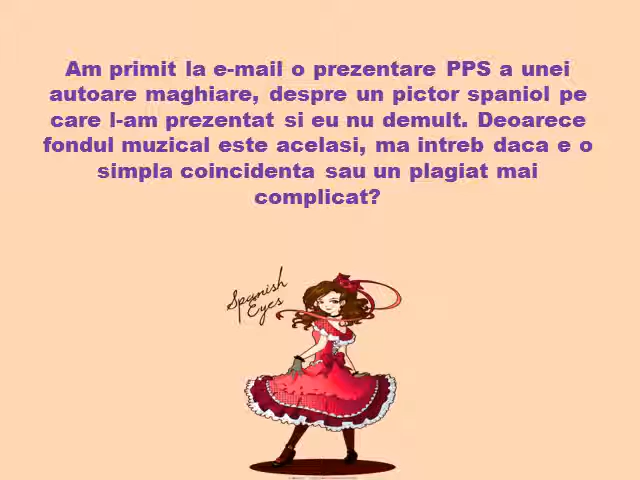 Am primit la e-mail o prezentare PPS a unei
autoare maghiare, despre un pictor spaniol pe
care l-am prezentat si eu nu demult. Deoarece
fondul muzical este acelasi, ma intreb daca e o
simpla coincidenta sau un plagiat mai
complicat?
Spanish
Eyes